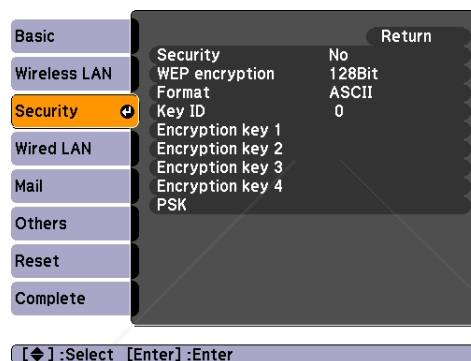 Basic
Wireless LAN
Security
Wired LAN
Mail
Others
Reset
Complete
Return
Security No
WEP encryption 128Bit
Format ASCII
Key ID 0
Encryption key 1
Encryption key 2
Encryption key 3
Encryption key 4
PSK
[◆] :Select [Enter] :Enter